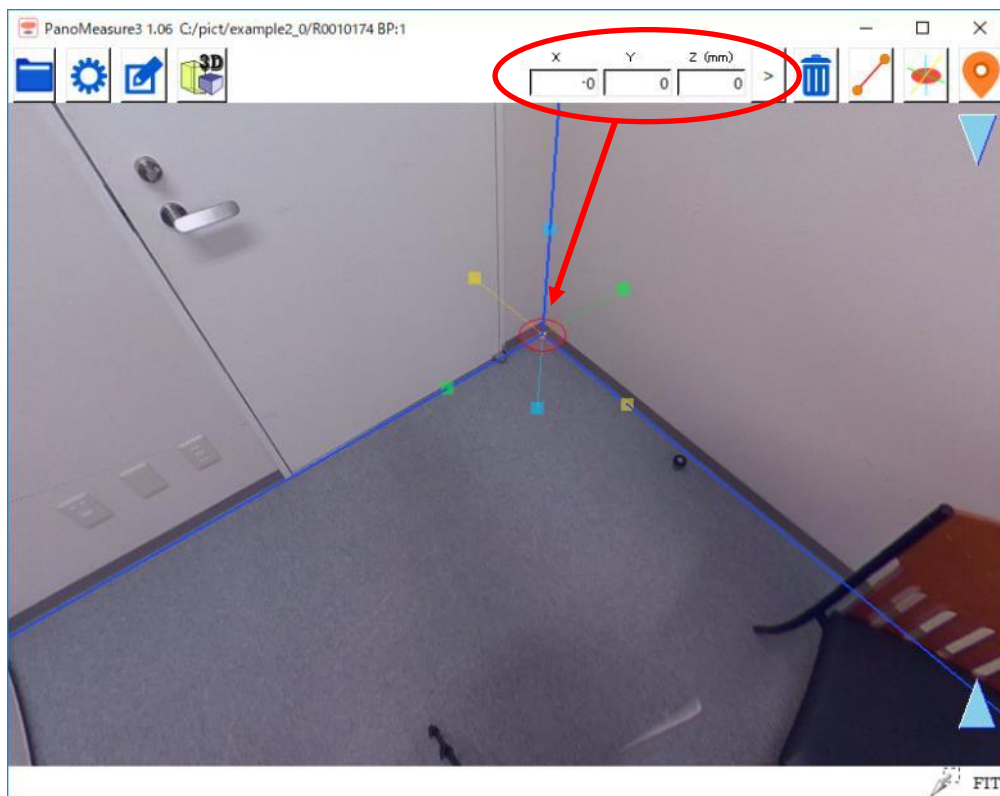 PanoMeasure3 1.06 C:/pict/example2_0/R0010174 BP:1
3D
X Y Z (mm)
-0 0 0 >
FIT